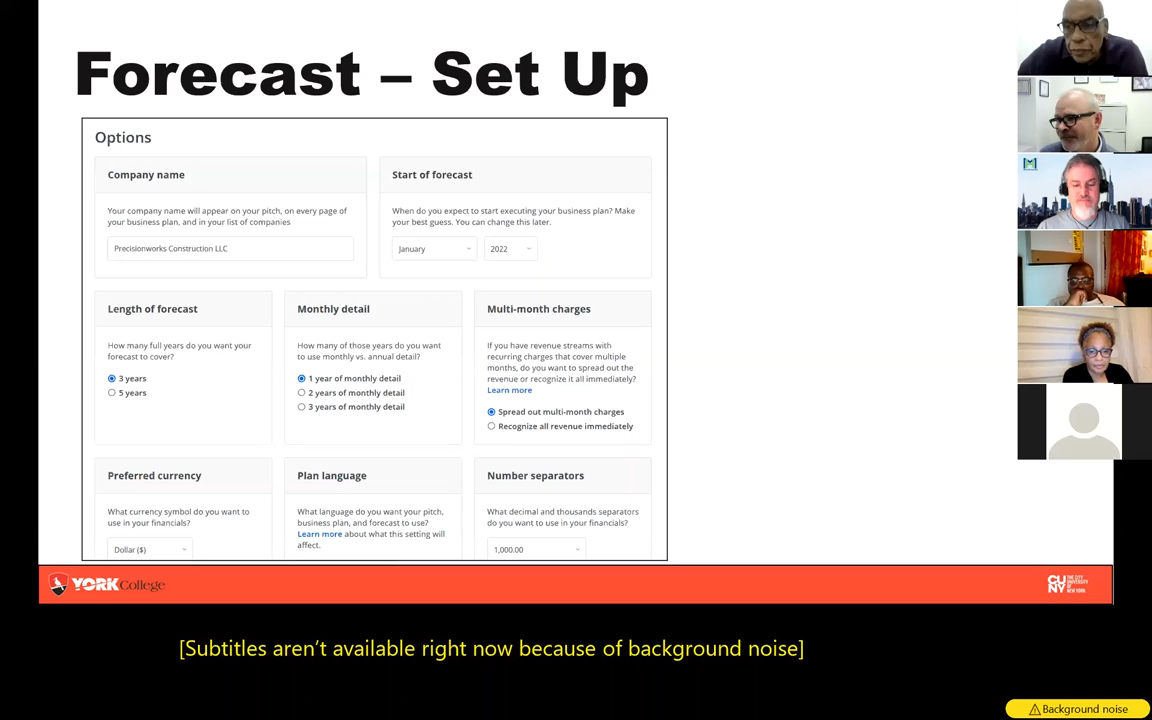 Forecast – Set Up
Options
Company name
Your company name will appear on your pitch, on every page of
your business plan, and in your list of companies
Precisionworks Construction LLC
Start of forecast
When do you expect to start executing your business plan? Make
your best guess. You can change this later.
January
2022
Length of forecast
How many full years do you want your
forecast to cover?
3 years
5 years
Monthly detail
How many of those years do you want
to use monthly vs. annual detail?
1 year of monthly detail
2 years of monthly detail
3 years of monthly detail
Multi-month charges
If you have revenue streams with
recurring charges that cover multiple
months, do you want to spread out the
revenue or recognize it all immediately?
Learn more
Spread out multi-month charges
Recognize all revenue immediately
Preferred currency
What currency symbol do you want to
use in your financials?
Dollar ($)
Plan language
What language do you want your pitch,
business plan, and forecast to use?
Learn more about what this setting will
affect.
Number separators
What decimal and thousands separators
do you want to use in your financials?
1,000.00
YORK College
CUNY
THE CITY
UNIVERSITY
OF
NEW YORK
[Subtitles aren't available right now because of background noise]
Background noise